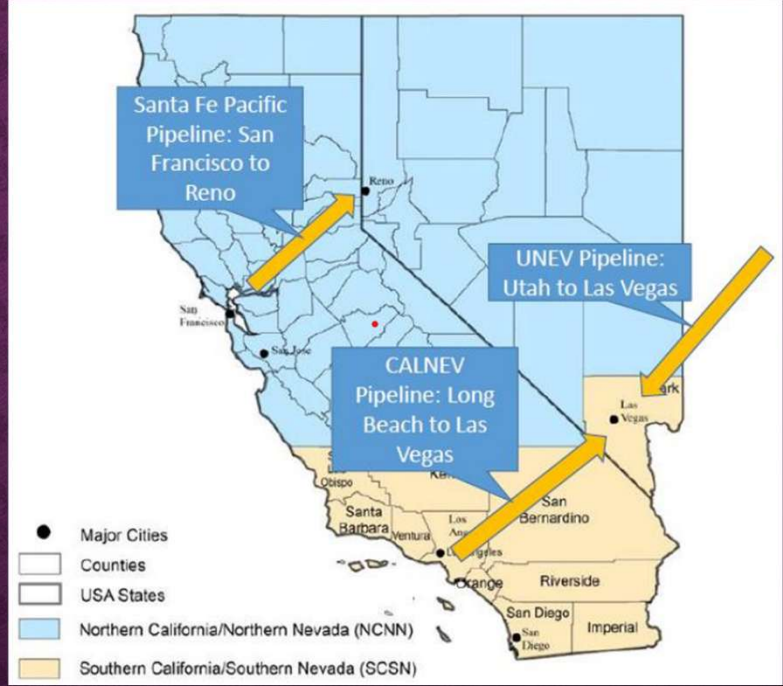 Santa Fe Pacific
Pipeline: San
Francisco to
Reno
Reno
UNEV Pipeline:
Utah to Las Vegas
San
Francisco
San Jose
CALNEV
Pipeline: Long
Beach to Las
Vegas
Las
Vegas
Obispo
San
Bernardino
Santa
Barbara
Ventura
Los
Orange
Riverside
San Diego
San
Diego
Imperial
Major Cities
Counties
USA States
Northern California/Northern Nevada (NCNN)
Southern California/Southern Nevada (SCSN)